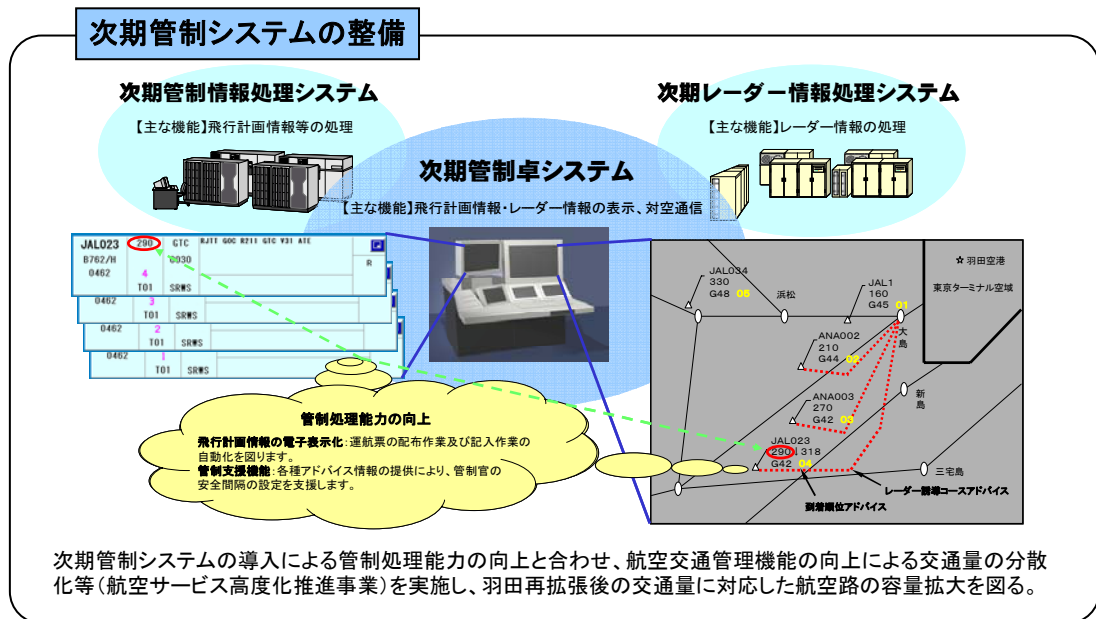 次期管制システムの整備
次期管制情報処理システム
【主な機能】飛行計画情報等の処理
次期レーダー情報処理システム
【主な機能】レーダー情報の処理
次期管制卓システム
【主な機能】飛行計画情報・レーダー情報の表示、対空通信
JAL023 290 GTC RJTT GOC R211 GTC V31 ATE
B762/H 0030 R
0462 4
T01 SRWS
0462 3
T01 SRWS
0462 2
T01 SRWS
0462 1
T01 SRWS
JAL034
330
G48 05
浜松
JAL1
160
G45 01
☆羽田空港
東京ターミナル空域
大島
ANA002
210
G44 02
新島
ANA003
270
G42 03
JAL023
290↓318
G42 04
三宅島
レーダー誘導コースアドバイス
到着順位アドバイス
管制処理能力の向上
飛行計画情報の電子表示化:運航票の配布作業及び記入作業の
自動化を図ります。
管制支援機能:各種アドバイス情報の提供により、管制官の
安全間隔の設定を支援します。
次期管制システムの導入による管制処理能力の向上と合わせ、航空交通管理機能の向上による交通量の分散
化等(航空サービス高度化推進事業)を実施し、羽田再拡張後の交通量に対応した航空路の容量拡大を図る。